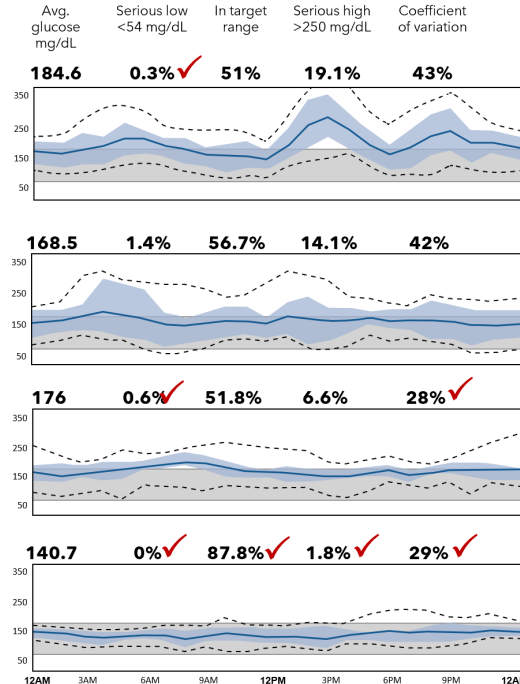 Avg. glucose mg/dL
Serious low <54 mg/dL
In target range
Serious high >250 mg/dL
Coefficient of variation
184.6 0.3% 51% 19.1% 43%
350
250
150
50
168.5 1.4% 56.7% 14.1% 42%
350
250
150
50
176 0.6% 51.8% 6.6% 28%
350
250
150
50
140.7 0% 87.8% 1.8% 29%
350
250
150
50
12AM 3AM 6AM 9AM 12PM 3PM 6PM 9PM 12A